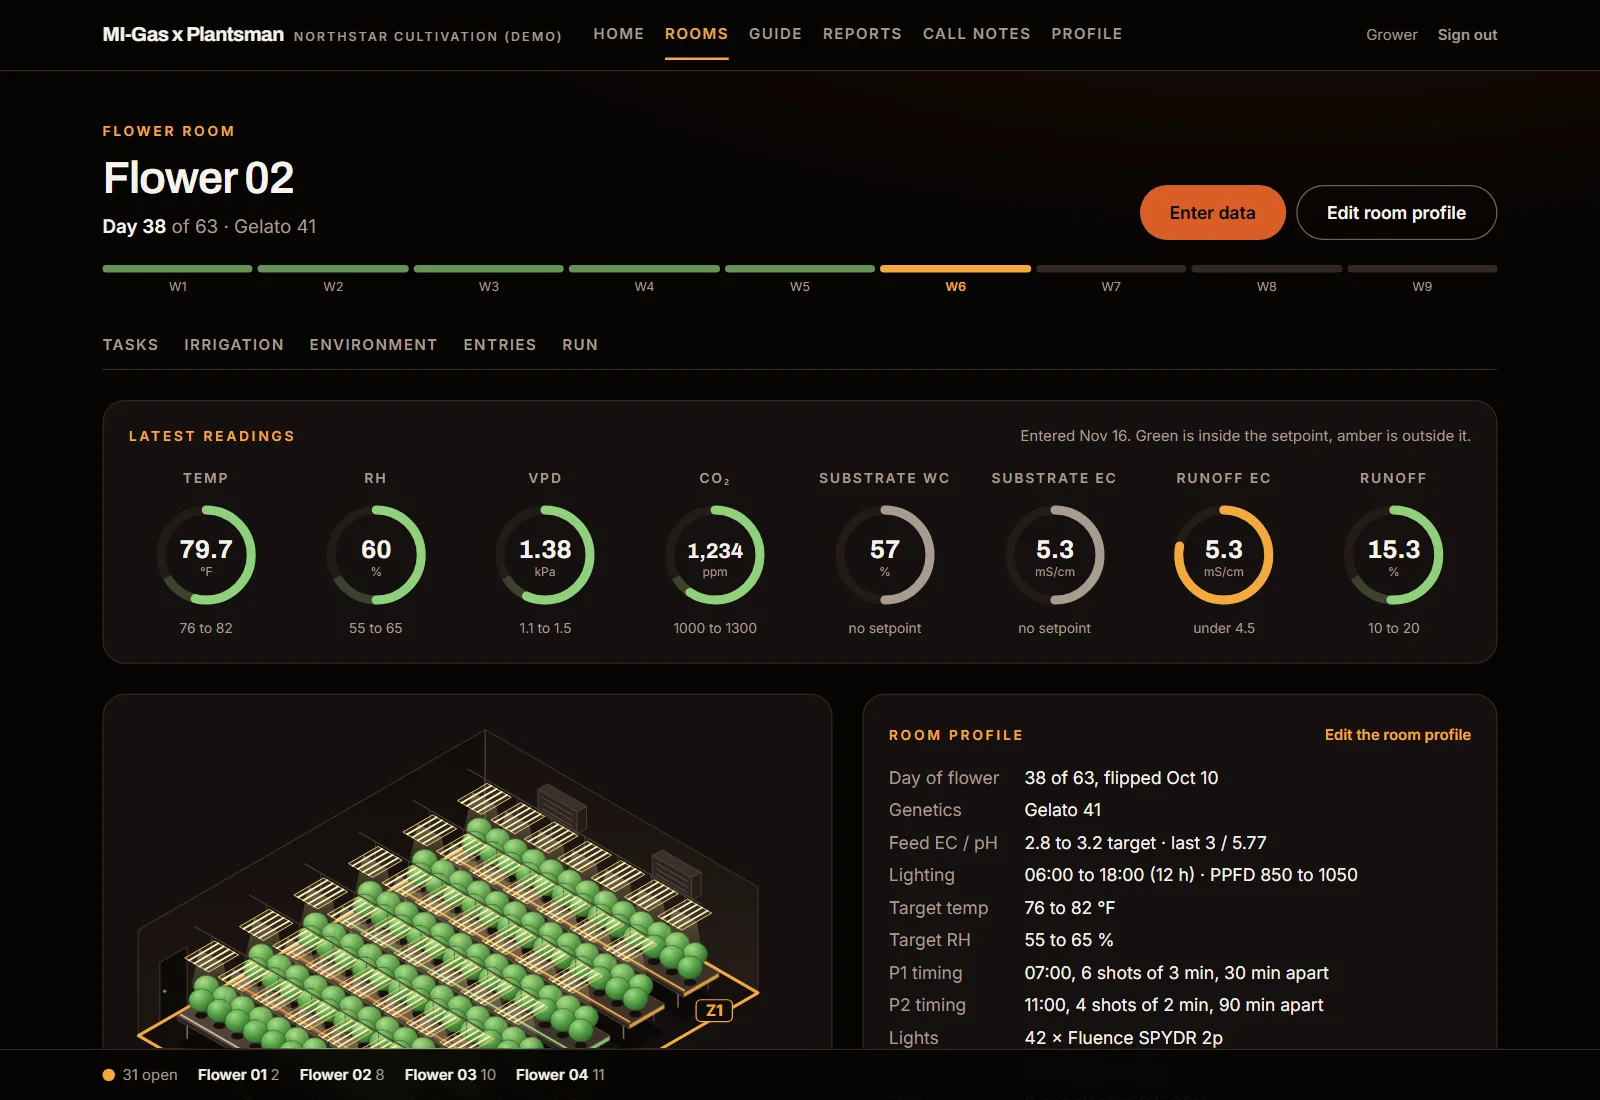 MI-Gas x Plantsman NORTHSTAR CULTIVATION (DEMO) HOME ROOMS GUIDE REPORTS CALL NOTES PROFILE Grower Sign out
FLOWER ROOM
Flower 02
Day 38 of 63 · Gelato 41
Enter data Edit room profile
W1 W2 W3 W4 W5 W6 W7 W8 W9
TASKS IRRIGATION ENVIRONMENT ENTRIES RUN
LATEST READINGS Entered Nov 16. Green is inside the setpoint, amber is outside it.
TEMP RH VPD CO₂ SUBSTRATE WC SUBSTRATE EC RUNOFF EC RUNOFF
79.7 60 1.38 1,234 57 5.3 5.3 15.3
°F % kPa ppm % mS/cm mS/cm %
76 to 82 55 to 65 1.1 to 1.5 1000 to 1300 no setpoint no setpoint under 4.5 10 to 20
ROOM PROFILE Edit the room profile
Day of flower 38 of 63, flipped Oct 10
Genetics Gelato 41
Feed EC / pH 2.8 to 3.2 target · last 3 / 5.77
Lighting 06:00 to 18:00 (12 h) · PPFD 850 to 1050
Target temp 76 to 82 °F
Target RH 55 to 65 %
P1 timing 07:00, 6 shots of 3 min, 30 min apart
P2 timing 11:00, 4 shots of 2 min, 90 min apart
Lights 42 × Fluence SPYDR 2p
Z1
31 open Flower 01 2 Flower 02 8 Flower 03 10 Flower 04 11